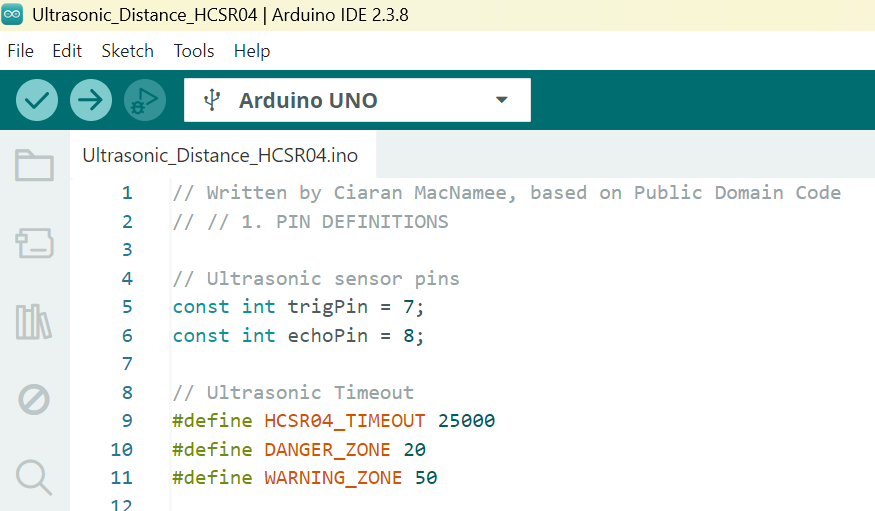 Ultrasonic_Distance_HCSR04 | Arduino IDE 2.3.8
File Edit Sketch Tools Help
Arduino UNO
Ultrasonic_Distance_HCSR04.ino
1 // Written by Ciaran MacNamee, based on Public Domain Code
2 // // 1. PIN DEFINITIONS
3
4 // Ultrasonic sensor pins
5 const int trigPin = 7;
6 const int echoPin = 8;
7
8 // Ultrasonic Timeout
9 #define HCSR04_TIMEOUT 25000
10 #define DANGER_ZONE 20
11 #define WARNING_ZONE 50
12